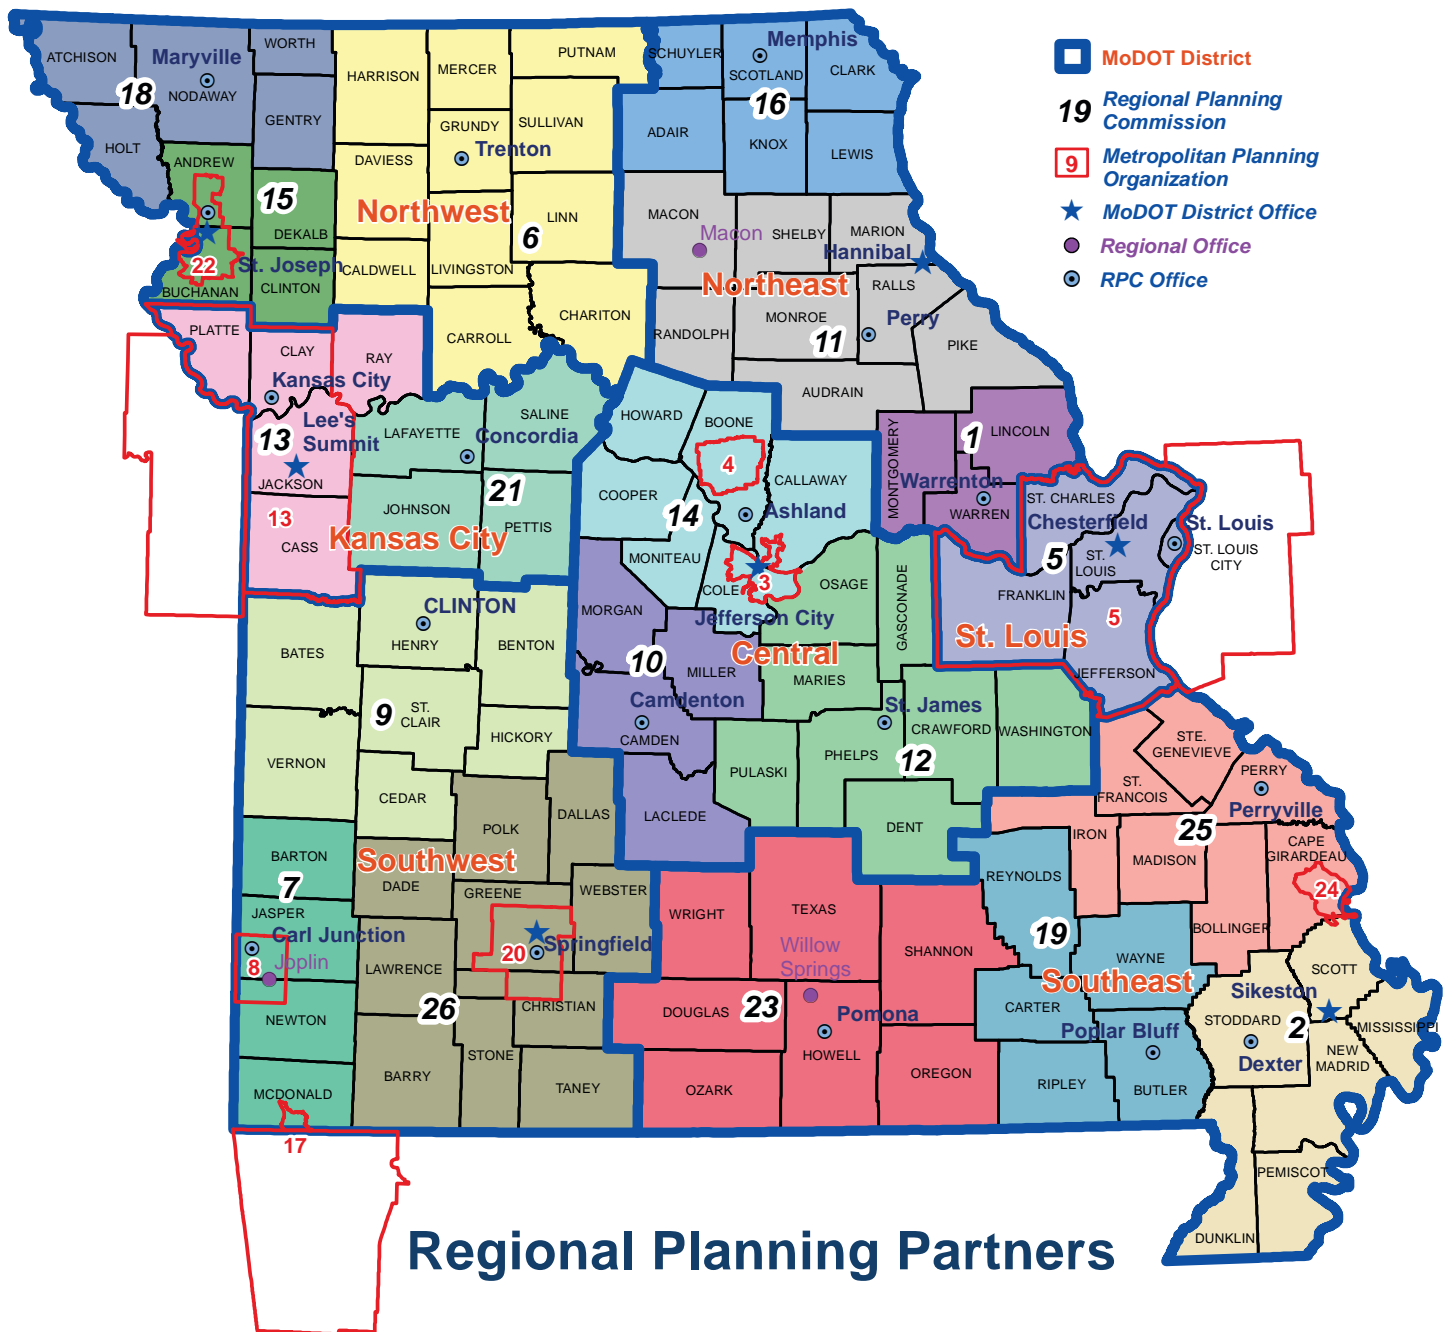 ATCHISON
Maryville
NODAWAY
WORTH
18
HOLT
GENTRY
HARRISON
MERCER
PUTNAM
GRUNDY
SULLIVAN
Trenton
DAVIESS
ANDREW
15
DEKALB
Northwest
LINN
6
22
St. Joseph
BUCHANAN
CLINTON
CALDWELL
LIVINGSTON
CARROLL
CHARITON
SCHUYLER
Memphis
SCOTLAND
CLARK
16
ADAIR
KNOX
LEWIS
MACON
Macon
SHELBY
MARION
Hannibal
Northeast
RALLS
MONROE
11
Perry
RANDOLPH
PIKE
AUDRAIN
MoDOT District
19
Regional Planning
Commission
9
Metropolitan Planning
Organization
MoDOT District Office
Regional Office
RPC Office
PLATTE
CLAY
RAY
Kansas City
13
Lee's
Summit
JACKSON
13
CASS
LAFAYETTE
SALINE
Concordia
21
JOHNSON
PETTIS
Kansas City
HOWARD
BOONE
4
CALLAWAY
COOPER
14
Ashland
MONITEAU
COLE
3
Jefferson City
Central
OSAGE
GASCONADE
MORGAN
10
MILLER
Camdenton
CAMDEN
LACLEDE
MARIES
St. James
PHELPS
12
CRAWFORD
WASHINGTON
PULASKI
DENT
MONTGOMERY
1
LINCOLN
Warrenton
WARREN
ST. CHARLES
Chesterfield
St. Louis
ST. LOUIS
CITY
5
ST.
LOUIS
FRANKLIN
5
St. Louis
JEFFERSON
CLINTON
HENRY
BATES
BENTON
9
ST.
CLAIR
HICKORY
VERNON
CEDAR
POLK
DALLAS
Southwest
BARTON
7
DADE
GREENE
WEBSTER
JASPER
Carl Junction
8
Joplin
LAWRENCE
20
Springfield
NEWTON
26
CHRISTIAN
STONE
MCDONALD
BARRY
TANEY
17
WRIGHT
TEXAS
Willow
Springs
SHANNON
DOUGLAS
23
Pomona
HOWELL
OZARK
OREGON
STE.
GENEVIEVE
ST.
FRANCOIS
PERRY
Perryville
IRON
25
MADISON
CAPE
GIRARDEAU
24
REYNOLDS
BOLLINGER
19
WAYNE
Southeast
CARTER
Poplar Bluff
RIPLEY
BUTLER
SCOTT
Sikeston
STODDARD
2
MISSISSIPPI
Dexter
NEW
MADRID
PEMISCOT
DUNKLIN
Regional Planning Partners